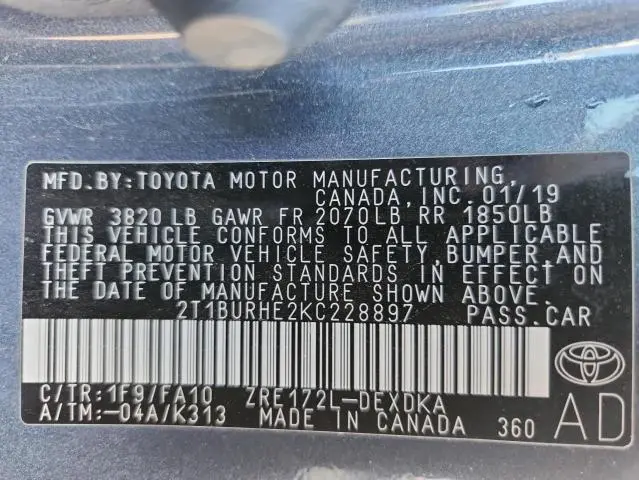 MFD.BY:TOYOTA MOTOR MANUFACTURING,
CANADA,INC.01/19
GVWR 3820 LB GAWR FR 2070LB RR 1850LB
THIS VEHICLE CONFORMS TO ALL APPLICABLE
FEDERAL MOTOR VEHICLE SAFETY,BUMPER,AND
THEFT PREVENTION STANDARDS IN EFFECT ON
THE DATE OF MANUFACTURE SHOWN ABOVE.
2T1BURHE2KC228897 PASS.CAR
C/TR:1F9/FA10 ZRE172L-DEXDKA
A/TM:-04A/K313 MADE IN CANADA 360
AD